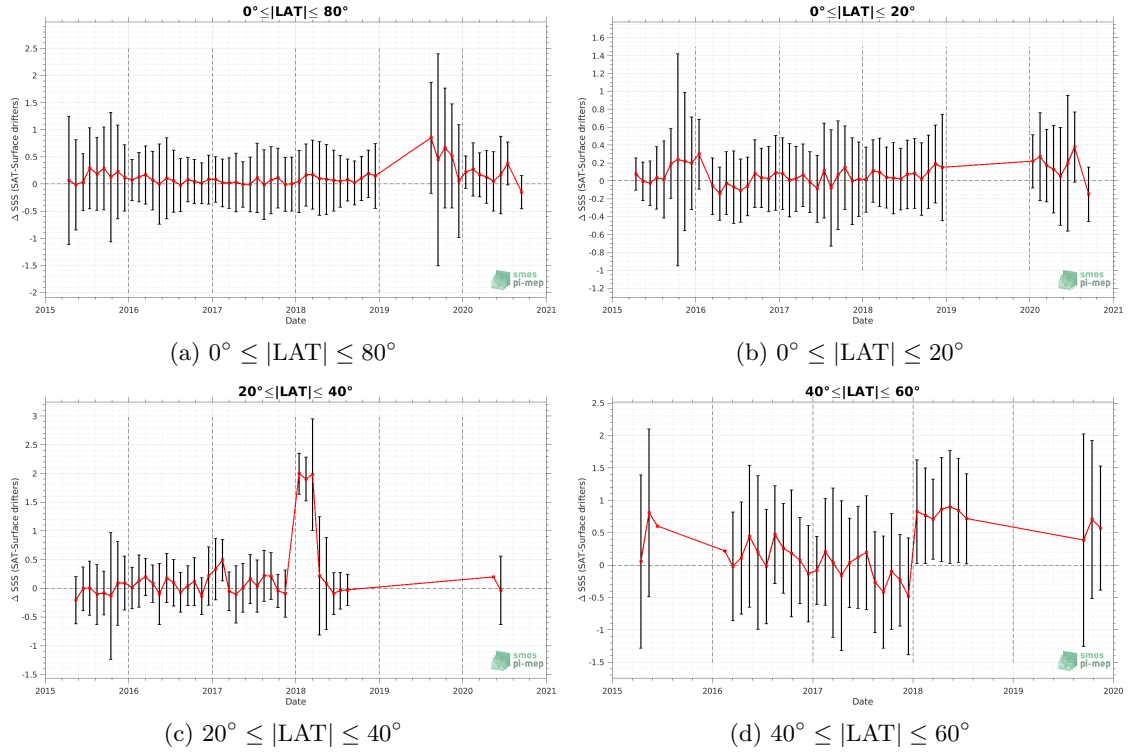 0°≤|LAT|≤ 80°
Δ SSS (SAT-Surface drifters)
2.5
2
1.5
1
0.5
0
-0.5
-1
-1.5
-2
2015 2016 2017 2018 2019 2020 2021
Date
smos
pi-mep
(a) 0° ≤ |LAT| ≤ 80°
0°≤|LAT|≤ 20°
Δ SSS (SAT-Surface drifters)
1.6
1.4
1.2
1
0.8
0.6
0.4
0.2
0
-0.2
-0.4
-0.6
-0.8
-1
-1.2
2015 2016 2017 2018 2019 2020 2021
Date
smos
pi-mep
(b) 0° ≤ |LAT| ≤ 20°
20°≤|LAT|≤ 40°
Δ SSS (SAT-Surface drifters)
3
2.5
2
1.5
1
0.5
0
-0.5
-1
-1.5
2015 2016 2017 2018 2019 2020 2021
Date
smos
pi-mep
(c) 20° ≤ |LAT| ≤ 40°
40°≤|LAT|≤ 60°
Δ SSS (SAT-Surface drifters)
2.5
2
1.5
1
0.5
0
-0.5
-1
-1.5
2015 2016 2017 2018 2019 2020
Date
smos
pi-mep
(d) 40° ≤ |LAT| ≤ 60°